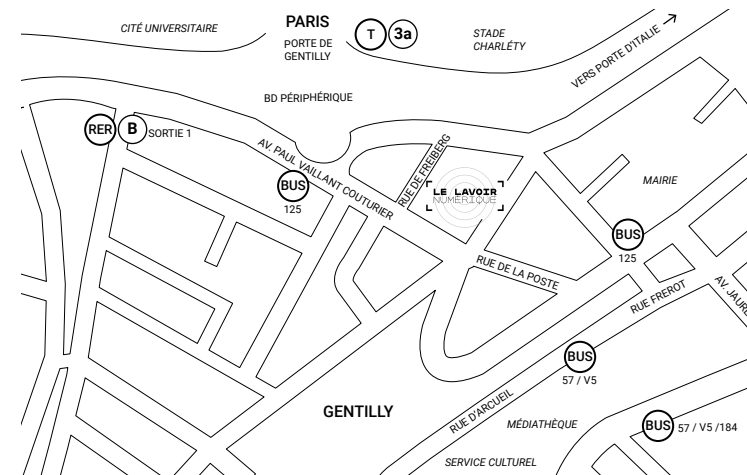 CITÉ UNIVERSITAIRE
PARIS
PORTE DE
GENTILLY
T
3a
STADE
CHARLÉTY
VERS PORTE D'ITALIE
BD PÉRIPHÉRIQUE
RER
B
SORTIE 1
AV. PAUL VAILLANT COUTURIER
RUE DE FREIBERG
LE LAVOIR
NUMÉRIQUE
MAIRIE
BUS
125
BUS
125
RUE DE LA POSTE
RUE FREROT
AV. JAURE
BUS
57 / V5
GENTILLY
RUE D'ARCUEIL
MÉDIATHÈQUE
BUS
57 / V5 /184
SERVICE CULTUREL